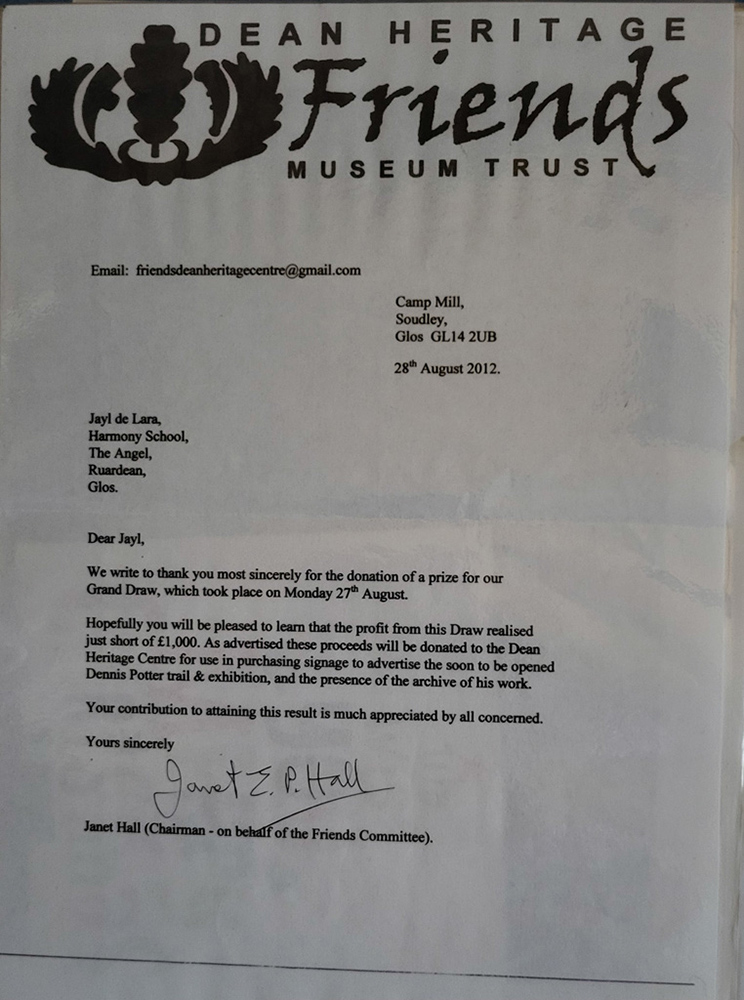 DEAN HERITAGE
Friends
MUSEUM TRUST
Email: friendsdeanheritagecentre@gmail.com
Camp Mill,
Soudley,
Glos GL14 2UB
28th August 2012.
Jayl de Lara,
Harmony School,
The Angel,
Ruardean,
Glos.
Dear Jayl,
We write to thank you most sincerely for the donation of a prize for our
Grand Draw, which took place on Monday 27th August.
Hopefully you will be pleased to learn that the profit from this Draw realised
just short of £1,000. As advertised these proceeds will be donated to the Dean
Heritage Centre for use in purchasing signage to advertise the soon to be opened
Dennis Potter trail & exhibition, and the presence of the archive of his work.
Your contribution to attaining this result is much appreciated by all concerned.
Yours sincerely
Janet E. P. Hall
Janet Hall (Chairman - on behalf of the Friends Committee).